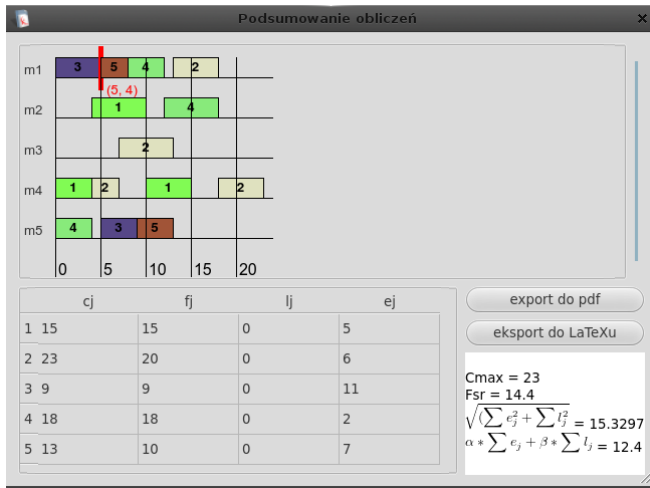 Podsumowanie obliczeń ×
m1 3 5 4 2
(5, 4)
m2 1 4
m3 2
m4 1 2 1 2
m5 4 3 5
0 5 10 15 20
cj fj lj ej
1 15 15 0 5
2 23 20 0 6
3 9 9 0 11
4 18 18 0 2
5 13 10 0 7
export do pdf
eksport do LaTeXu
Cmax = 23
Fsr = 14.4
√(∑ e_j^2 + ∑ l_j^2 = 15.3297
α * ∑ e_j + β * ∑ l_j = 12.4